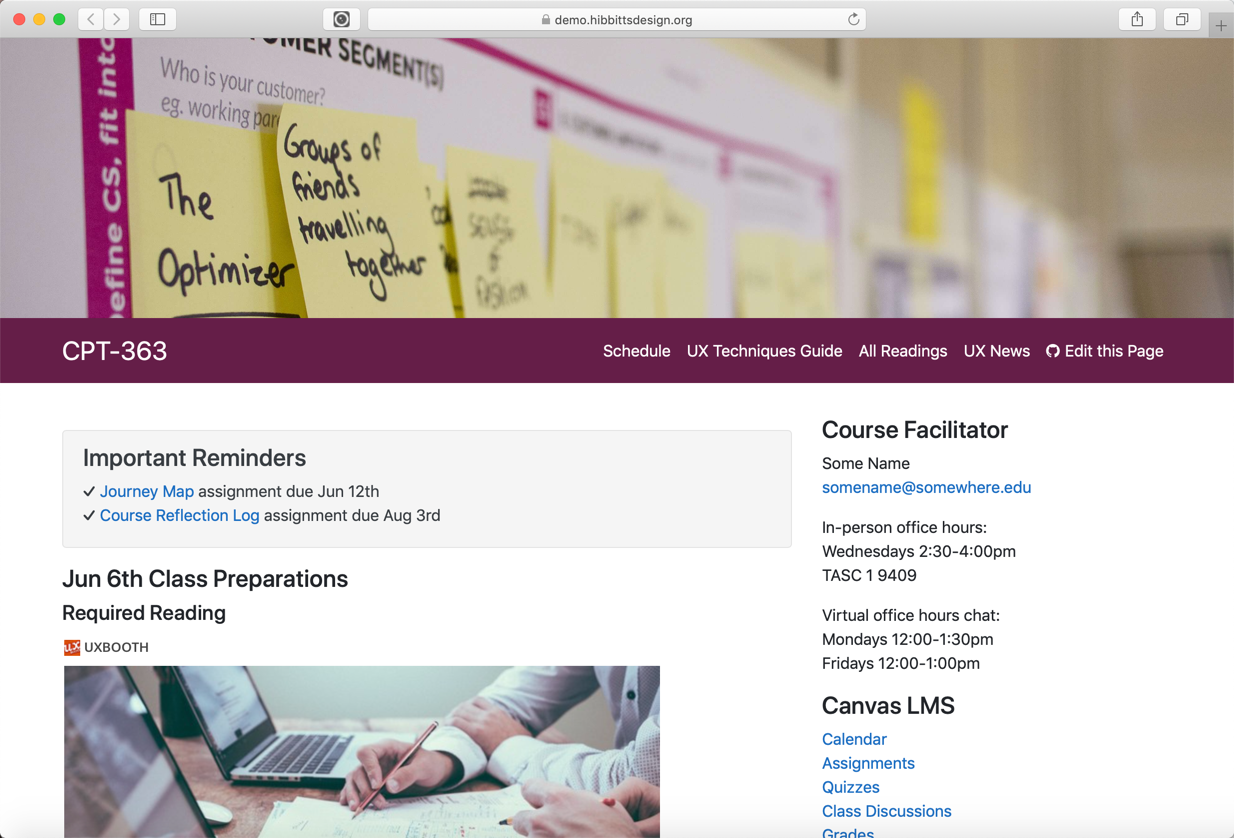 demo.hibbittsdesign.org
CUSTOMER SEGMENT(S)
Who is your customer?
eg. working
efine CS, fit into
The
Optimizer
Groups of
friends
travelling
together
CPT-363
Schedule UX Techniques Guide All Readings UX News Edit this Page
Important Reminders
✓ Journey Map assignment due Jun 12th
✓ Course Reflection Log assignment due Aug 3rd
Jun 6th Class Preparations
Required Reading
UX UXBOOTH
Course Facilitator
Some Name
somename@somewhere.edu
In-person office hours:
Wednesdays 2:30-4:00pm
TASC 1 9409
Virtual office hours chat:
Mondays 12:00-1:30pm
Fridays 12:00-1:00pm
Canvas LMS
Calendar
Assignments
Quizzes
Class Discussions
Grades